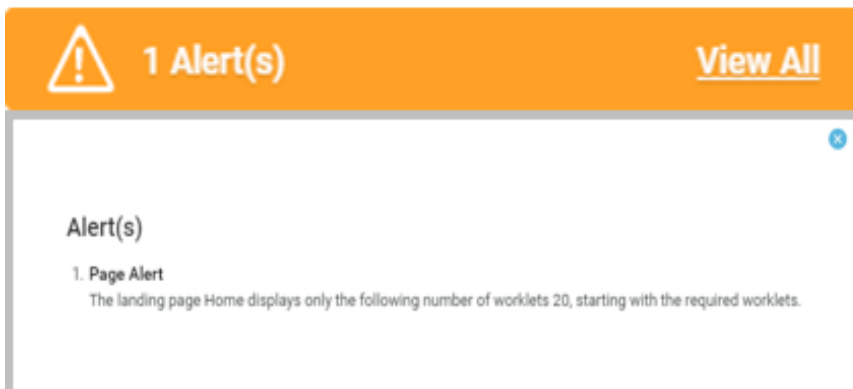 1 Alert(s) View All
Alert(s)
1. Page Alert
The landing page Home displays only the following number of worklets 20, starting with the required worklets.